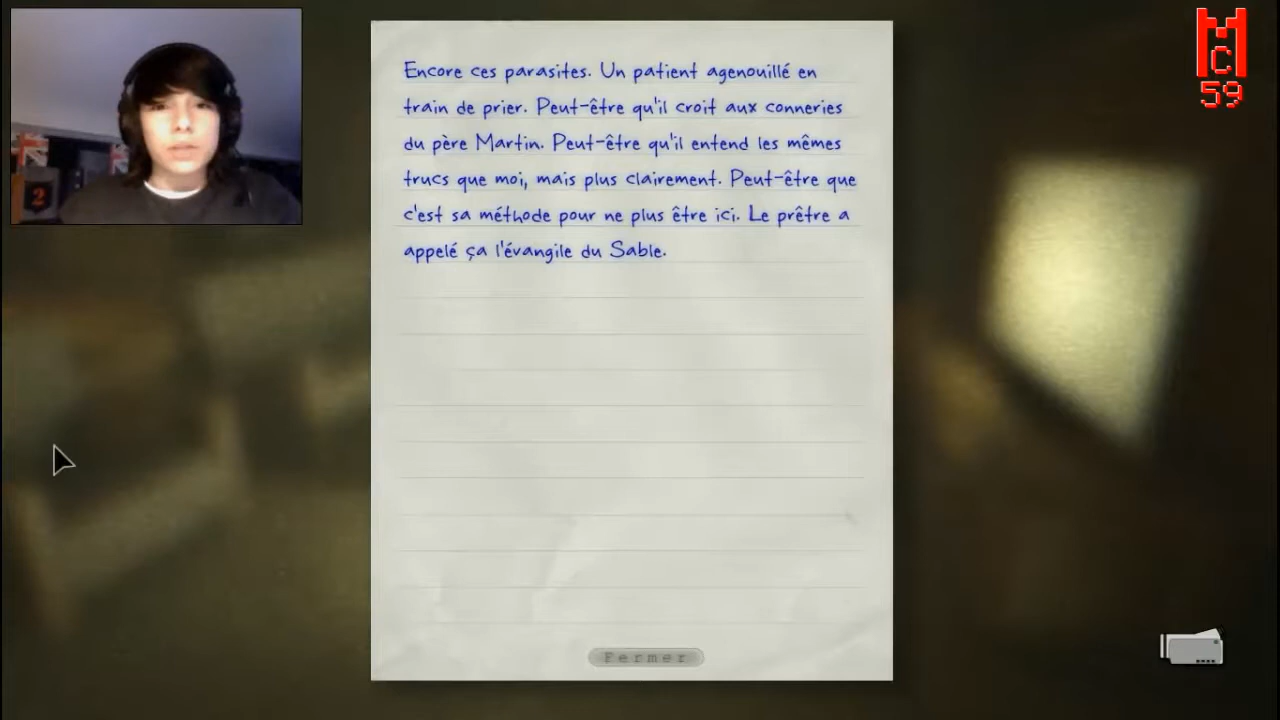 Encore ces parasites. Un patient agenouillé en
train de prier. Peut-être qu'il croit aux conneries
du père Martin. Peut-être qu'il entend les mêmes
trucs que moi, mais plus clairement. Peut-être que
c'est sa méthode pour ne plus être ici. Le prêtre a
appelé ça l'évangile du Sable.
Fermer
MC
59
2